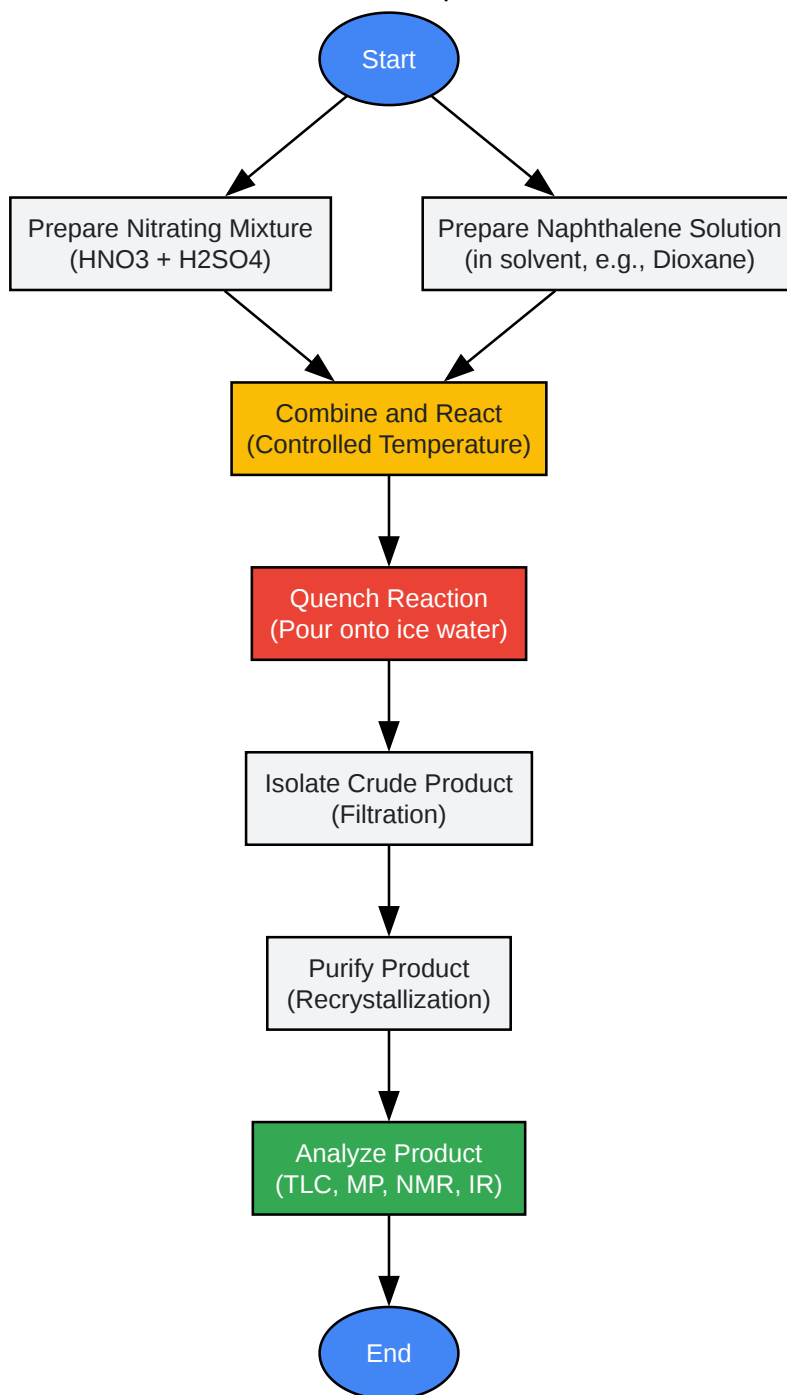 Start
Prepare Nitrating Mixture
(HNO3 + H2SO4)
Prepare Naphthalene Solution
(in solvent, e.g., Dioxane)
Combine and React
(Controlled Temperature)
Quench Reaction
(Pour onto ice water)
Isolate Crude Product
(Filtration)
Purify Product
(Recrystallization)
Analyze Product
(TLC, MP, NMR, IR)
End